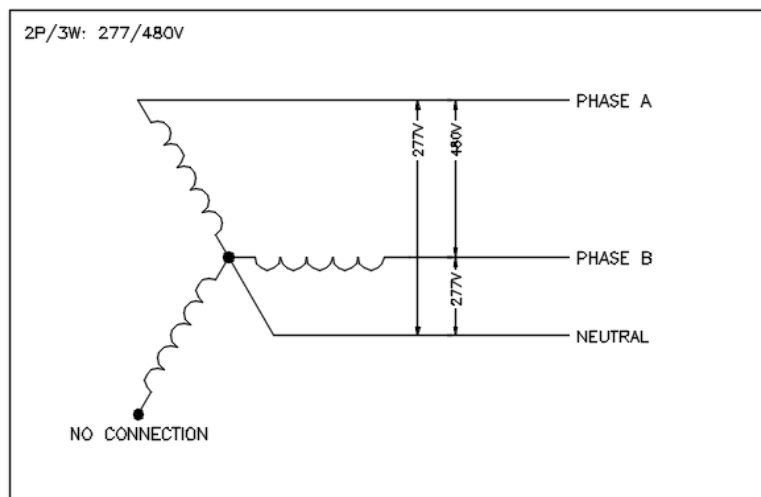 2P/3W: 277/480V
PHASE A
277V
480V
PHASE B
277V
NEUTRAL
NO CONNECTION